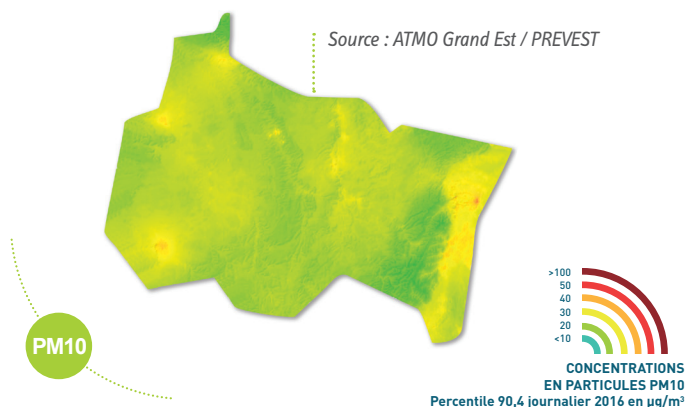 Source : ATMO Grand Est / PREVEST
PM10
>100
50
40
30
20
<10
CONCENTRATIONS
EN PARTICULES PM10
Percentile 90,4 journalier 2016 en µg/m³